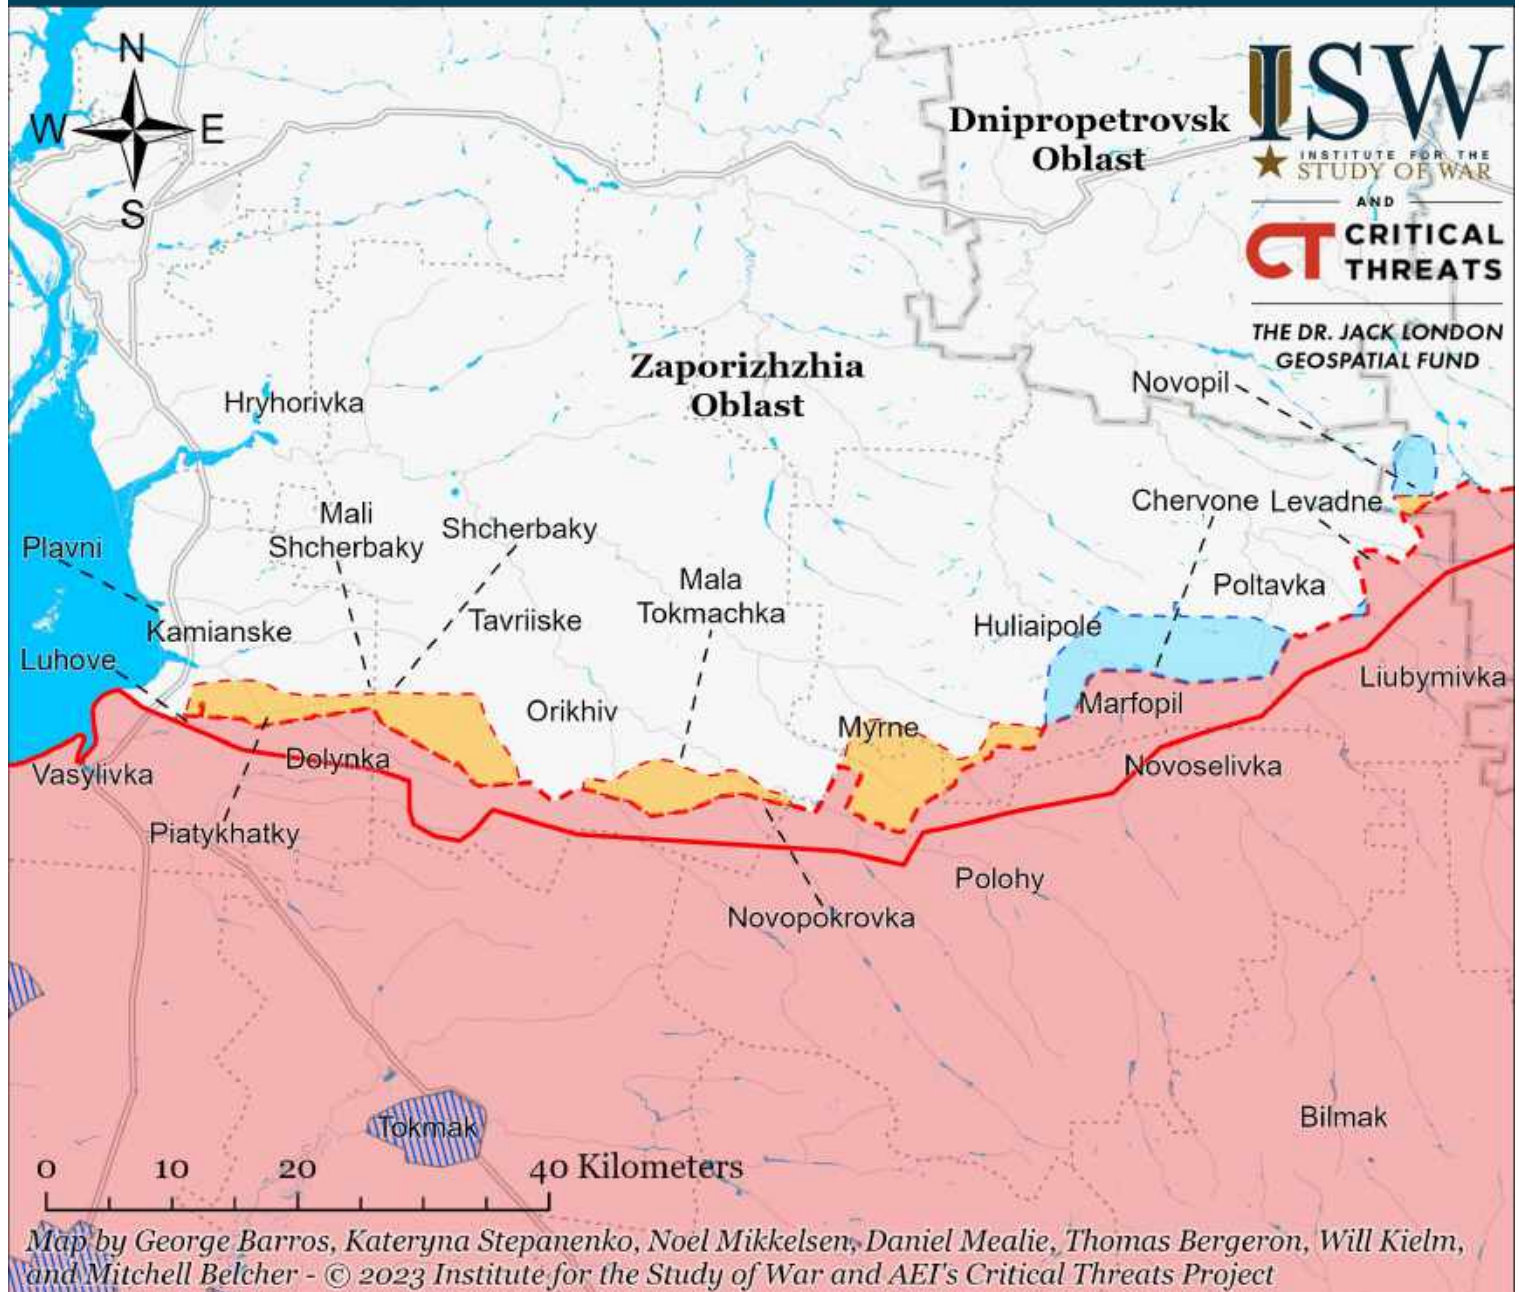 N
W
E
S
Dnipropetrovsk
Oblast
ISW
INSTITUTE FOR THE
STUDY OF WAR
AND
CT CRITICAL
THREATS
THE DR. JACK LONDON
GEOSPATIAL FUND
Zaporizhzhia
Oblast
Novopil
Hryhorivka
Chervone
Levadne
Mali
Shcherbaky
Shcherbaky
Plavni
Mala
Tokmachka
Poltavka
Tavriiske
Huliaipole
Kamianske
Luhove
Liubymivka
Orikhiv
Marfopil
Myrne
Dolynka
Novoselivka
Vasylivka
Piatykhatky
Polohy
Novopokrovka
Bilmak
Tokmak
0 10 20 40 Kilometers
Map by George Barros, Kateryna Stepanenko, Noel Mikkelsen, Daniel Mealie, Thomas Bergeron, Will Kielm,
and Mitchell Belcher - © 2023 Institute for the Study of War and AEI's Critical Threats Project